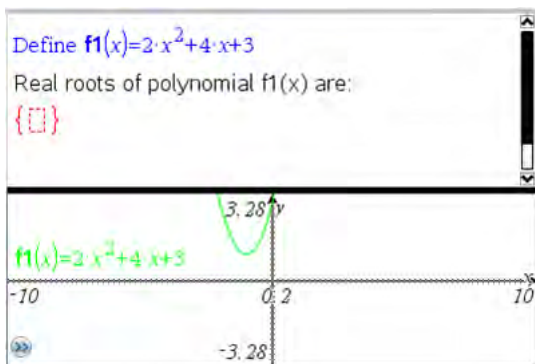 Define f1(x)=2·x²+4·x+3
Real roots of polynomial f1(x) are:
{▯}
3.28 y
f1(x)=2·x²+4·x+3
x
-10 0.2 10
-3.28